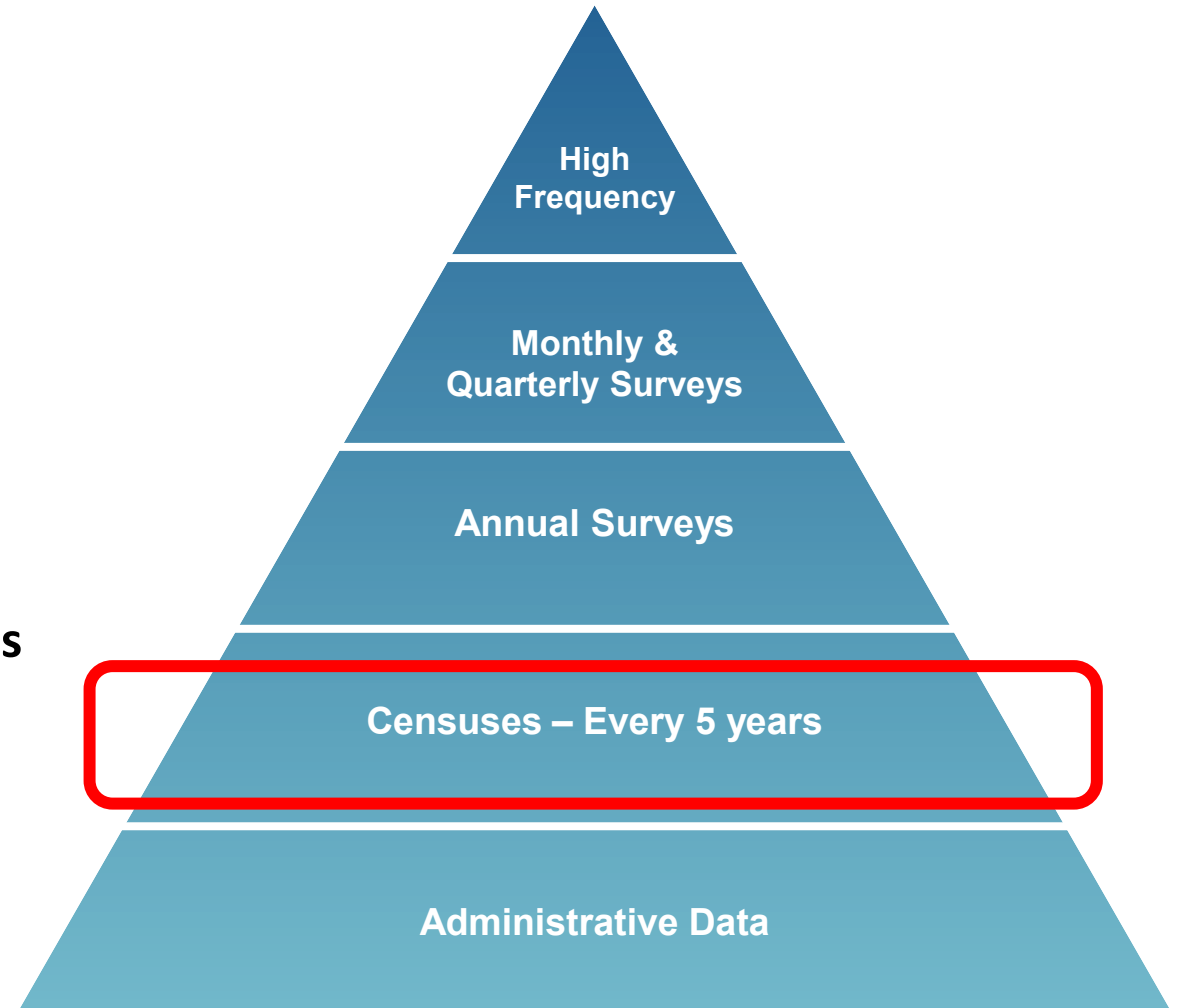 High
Frequency
Monthly &
Quarterly Surveys
Annual Surveys
s
Censuses – Every 5 years
Administrative Data